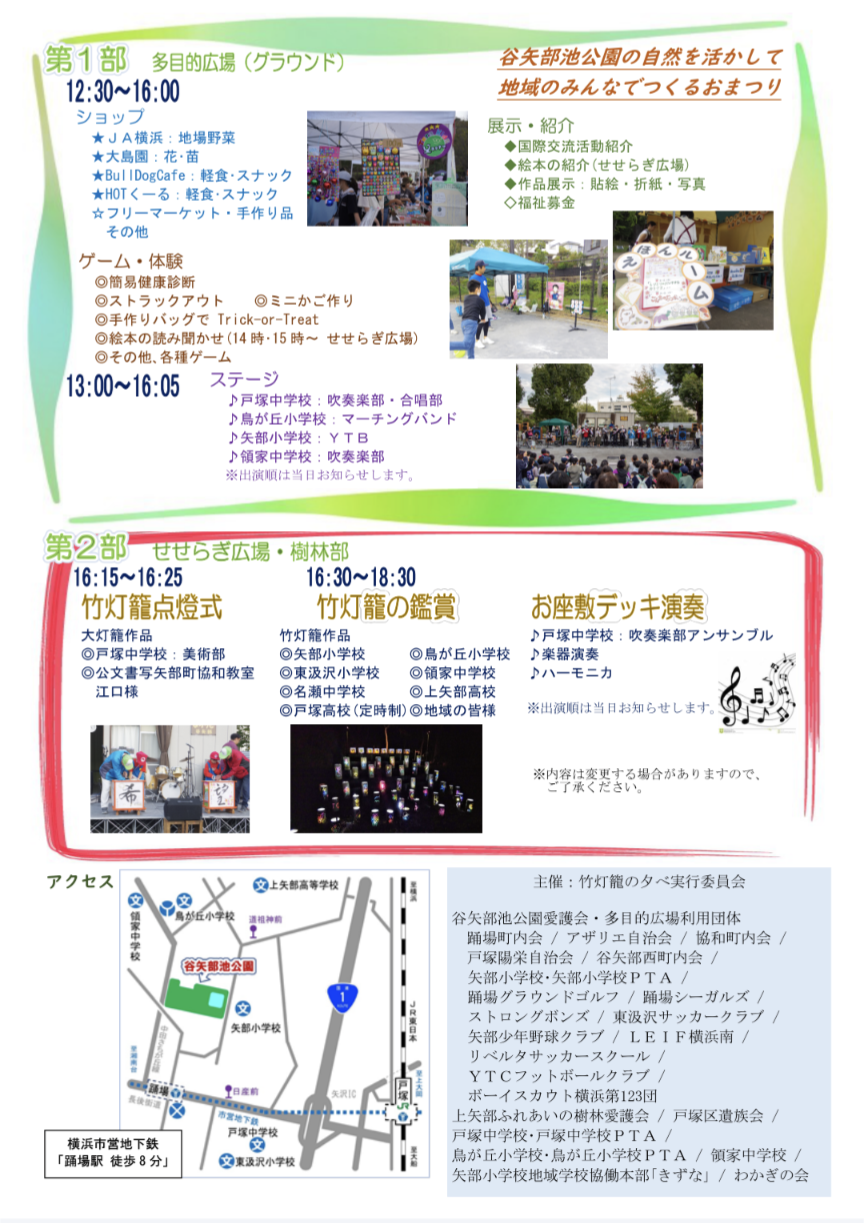 第1部 多目的広場（グラウンド）
谷矢部池公園の自然を活かして
地域のみんなでつくるおまつり
12:30～16:00
ショップ
★ＪＡ横浜：地場野菜
★大島園：花･苗
★BullDogCafe：軽食･スナック
★HOTくーる：軽食･スナック
☆フリーマーケット・手作り品
その他
展示・紹介
◆国際交流活動紹介
◆絵本の紹介(せせらぎ広場)
◆作品展示：貼絵・折紙・写真
◇福祉募金
えほんルーム
ゲーム・体験
◎簡易健康診断
◎ストラックアウト ◎ミニかご作り
◎手作りバッグで Trick-or-Treat
◎絵本の読み聞かせ(14時･15時～ せせらぎ広場)
◎その他､各種ゲーム
13:00～16:05 ステージ
♪戸塚中学校：吹奏楽部・合唱部
♪鳥が丘小学校：マーチングバンド
♪矢部小学校：ＹＴＢ
♪領家中学校：吹奏楽部
※出演順は当日お知らせします。
第2部 せせらぎ広場・樹林部
16:15～16:25
竹灯籠点燈式
大灯籠作品
◎戸塚中学校：美術部
◎公文書写矢部町協和教室
江口様
希 望
16:30～18:30
竹灯籠の鑑賞
竹灯籠作品
◎矢部小学校 ◎鳥が丘小学校
◎東汲沢小学校 ◎領家中学校
◎名瀬中学校 ◎上矢部高校
◎戸塚高校(定時制) ◎地域の皆様
お座敷デッキ演奏
♪戸塚中学校：吹奏楽部アンサンブル
♪楽器演奏
♪ハーモニカ
※出演順は当日お知らせします。
※内容は変更する場合がありますので、
ご了承ください。
アクセス
上矢部高等学校
至横浜
鳥が丘小学校
領家中学校
道祖神前
谷矢部池公園
国道
1
矢部小学校
ＪＲ東日本
中田さちが丘線
至湘南台
踊場
日産前
矢沢IC
戸塚
JR
至上大岡
長後街道
市営地下鉄
戸塚中学校
東汲沢小学校
至大船
横浜市営地下鉄
「踊場駅 徒歩８分」
主催：竹灯籠の夕べ実行委員会
谷矢部池公園愛護会・多目的広場利用団体
踊場町内会 / アザリエ自治会 / 協和町内会 /
戸塚陽栄自治会 / 谷矢部西町内会 /
矢部小学校･矢部小学校ＰＴＡ /
踊場グラウンドゴルフ / 踊場シーガルズ /
ストロングボンズ / 東汲沢サッカークラブ /
矢部少年野球クラブ / ＬＥＩＦ横浜南 /
リベルタサッカースクール /
ＹＴＣフットボールクラブ /
ボーイスカウト横浜第123団
上矢部ふれあいの樹林愛護会 / 戸塚区遺族会 /
戸塚中学校･戸塚中学校ＰＴＡ /
鳥が丘小学校･鳥が丘小学校ＰＴＡ / 領家中学校 /
矢部小学校地域学校協働本部｢きずな」 / わかぎの会